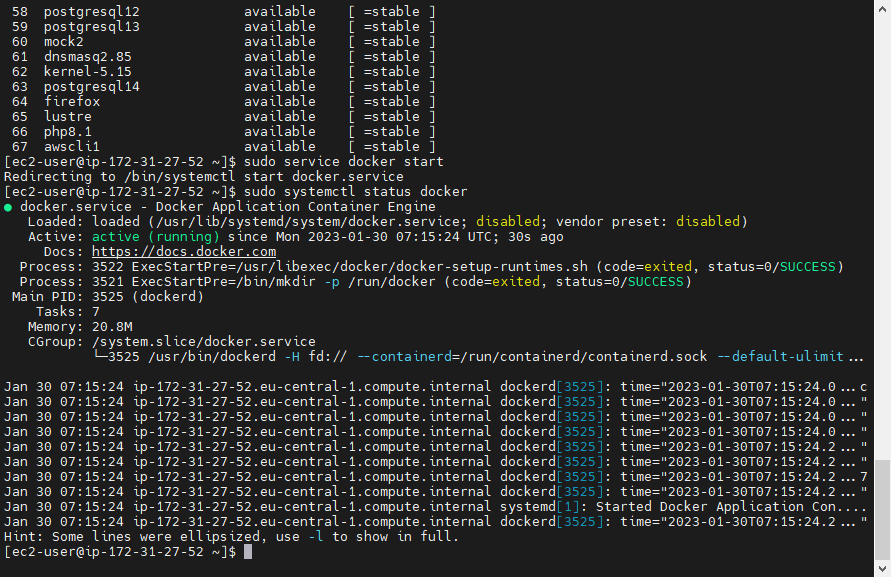 58  postgresql12             available    [ =stable ]
59  postgresql13             available    [ =stable ]
60  mock2                    available    [ =stable ]
61  dnsmasq2.85              available    [ =stable ]
62  kernel-5.15              available    [ =stable ]
63  postgresql14             available    [ =stable ]
64  firefox                  available    [ =stable ]
65  lustre                   available    [ =stable ]
66  php8.1                   available    [ =stable ]
67  awscli1                  available    [ =stable ]
[ec2-user@ip-172-31-27-52 ~]$ sudo service docker start
Redirecting to /bin/systemctl start docker.service
[ec2-user@ip-172-31-27-52 ~]$ sudo systemctl status docker
● docker.service - Docker Application Container Engine
Loaded: loaded (/usr/lib/systemd/system/docker.service; disabled; vendor preset: disabled)
Active: active (running) since Mon 2023-01-30 07:15:24 UTC; 30s ago
Docs: https://docs.docker.com
Process: 3522 ExecStartPre=/usr/libexec/docker/docker-setup-runtimes.sh (code=exited, status=0/SUCCESS)
Process: 3521 ExecStartPre=/bin/mkdir -p /run/docker (code=exited, status=0/SUCCESS)
Main PID: 3525 (dockerd)
Tasks: 7
Memory: 20.8M
CGroup: /system.slice/docker.service
└─3525 /usr/bin/dockerd -H fd:// --containerd=/run/containerd/containerd.sock --default-ulimit...
Jan 30 07:15:24 ip-172-31-27-52.eu-central-1.compute.internal dockerd[3525]: time="2023-01-30T07:15:24.0...c
Jan 30 07:15:24 ip-172-31-27-52.eu-central-1.compute.internal dockerd[3525]: time="2023-01-30T07:15:24.0..."
Jan 30 07:15:24 ip-172-31-27-52.eu-central-1.compute.internal dockerd[3525]: time="2023-01-30T07:15:24.0..."
Jan 30 07:15:24 ip-172-31-27-52.eu-central-1.compute.internal dockerd[3525]: time="2023-01-30T07:15:24.0..."
Jan 30 07:15:24 ip-172-31-27-52.eu-central-1.compute.internal dockerd[3525]: time="2023-01-30T07:15:24.0..."
Jan 30 07:15:24 ip-172-31-27-52.eu-central-1.compute.internal dockerd[3525]: time="2023-01-30T07:15:24.2..."
Jan 30 07:15:24 ip-172-31-27-52.eu-central-1.compute.internal dockerd[3525]: time="2023-01-30T07:15:24.2...7
Jan 30 07:15:24 ip-172-31-27-52.eu-central-1.compute.internal dockerd[3525]: time="2023-01-30T07:15:24.2..."
Jan 30 07:15:24 ip-172-31-27-52.eu-central-1.compute.internal systemd[1]: Started Docker Application Con....
Jan 30 07:15:24 ip-172-31-27-52.eu-central-1.compute.internal dockerd[3525]: time="2023-01-30T07:15:24.2..."
Hint: Some lines were ellipsized, use -l to show in full.
[ec2-user@ip-172-31-27-52 ~]$